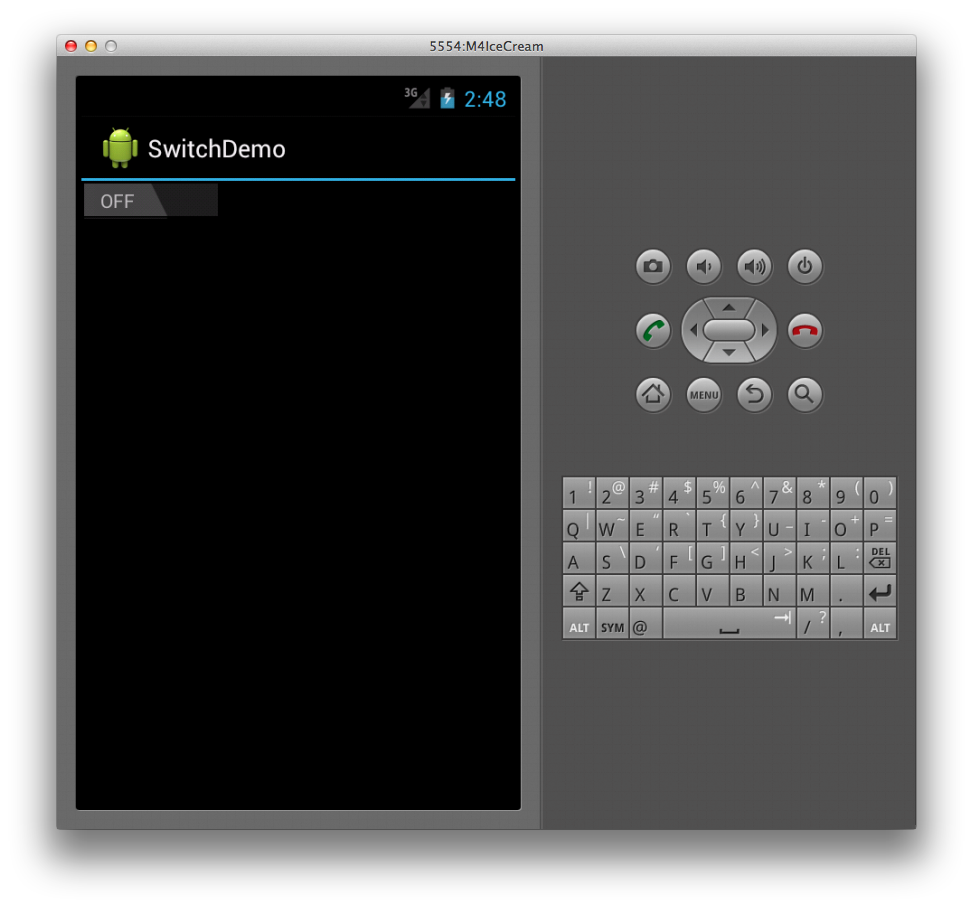 5554:M4IceCream
3G 2:48
SwitchDemo
OFF
MENU
1 ! 2 @ 3 # 4 $ 5 % 6 ^ 7 & 8 * 9 ( 0 )
Q | W ~ E " R ` T { Y } U _ I - O + P =
A S \ D ' F [ G ] H < J > K ; L : DEL
Z X C V B N M .
ALT SYM @ / ? , ALT